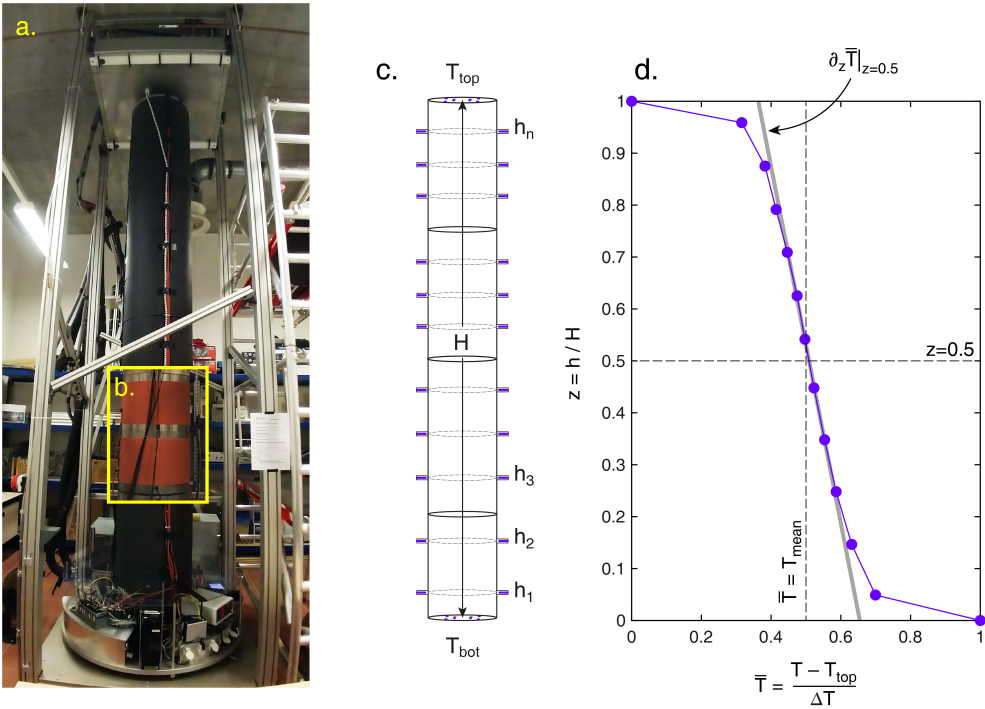 a.
b.
c.
T_top
h_n
H
h_3
h_2
h_1
T_bot
d.
∂_z T̿|_z=0.5
1
0.9
0.8
0.7
0.6
0.5
0.4
0.3
0.2
0.1
0
z = h / H
z=0.5
T̿ = T_mean
0
0.2
0.4
0.6
0.8
1
T̿ = (T − T_top) / ΔT